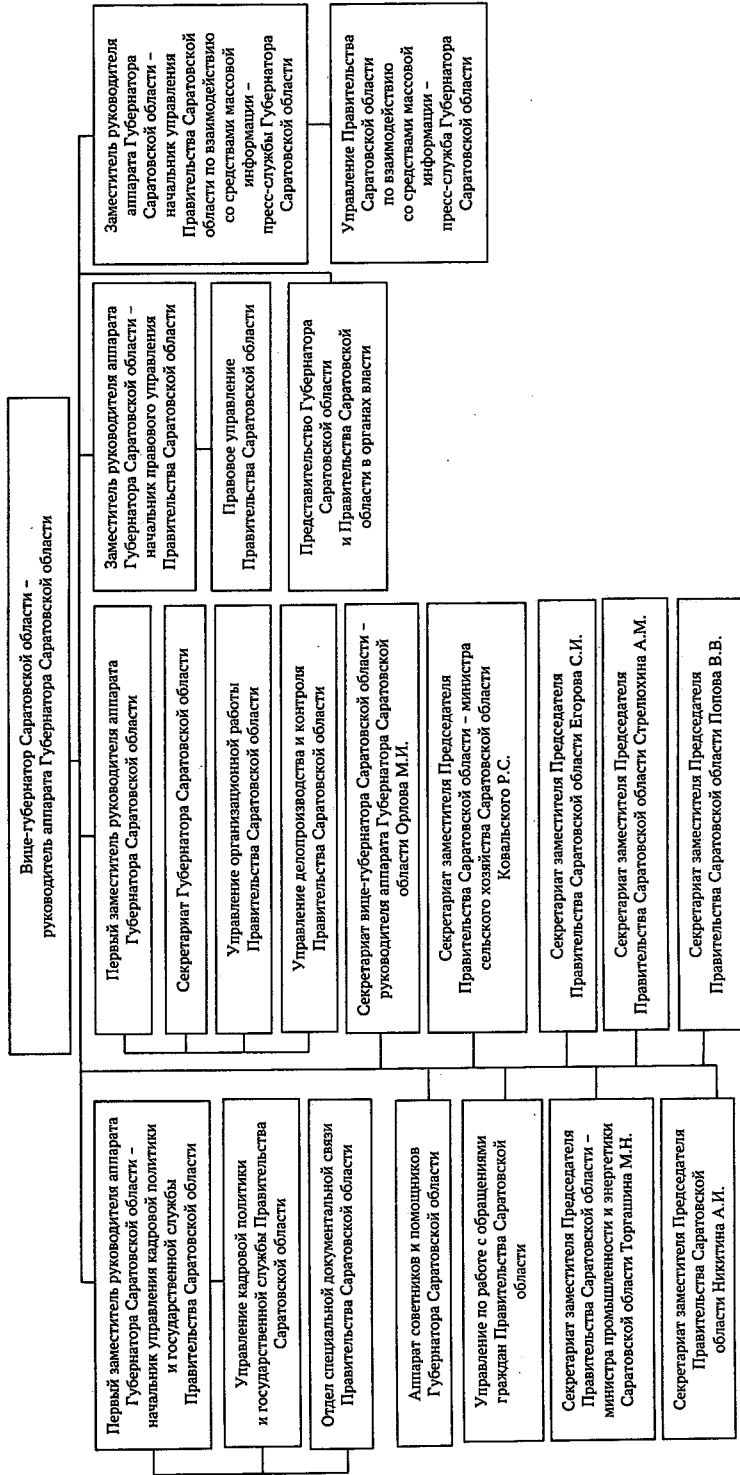 Вице-губернатор Саратовской области –
руководитель аппарата Губернатора Саратовской области
Первый заместитель руководителя аппарата
Губернатора Саратовской области –
начальник управления кадровой политики
и государственной службы
Правительства Саратовской области
Управление кадровой политики
и государственной службы Правительства
Саратовской области
Отдел специальной документальной связи
Правительства Саратовской области
Аппарат советников и помощников
Губернатора Саратовской области
Управление по работе с обращениями
граждан Правительства Саратовской
области
Секретариат заместителя Председателя
Правительства Саратовской области –
министра промышленности и энергетики
Саратовской области Торгашина М.Н.
Секретариат заместителя Председателя
Правительства Саратовской
области Никитина А.И.
Первый заместитель руководителя аппарата
Губернатора Саратовской области
Секретариат Губернатора Саратовской области
Управление организационной работы
Правительства Саратовской области
Управление делопроизводства и контроля
Правительства Саратовской области
Секретариат вице-губернатора Саратовской области –
руководителя аппарата Губернатора Саратовской
области Орлова М.И.
Секретариат заместителя Председателя
Правительства Саратовской области – министра
сельского хозяйства Саратовской области
Ковальского Р.С.
Секретариат заместителя Председателя
Правительства Саратовской области Егорова С.И.
Секретариат заместителя Председателя
Правительства Саратовской области Стрелюхина А.М.
Секретариат заместителя Председателя
Правительства Саратовской области Попова В.В.
Заместитель руководителя аппарата
Губернатора Саратовской области –
начальник правового управления
Правительства Саратовской области
Правовое управление
Правительства Саратовской области
Представительство Губернатора
Саратовской области
и Правительства Саратовской
области в органах власти
Заместитель руководителя
аппарата Губернатора
Саратовской области –
начальник управления
Правительства Саратовской
области по взаимодействию
со средствами массовой
информации –
пресс-службы Губернатора
Саратовской области
Управление Правительства
Саратовской области
по взаимодействию
со средствами массовой
информации –
пресс-служба Губернатора
Саратовской области